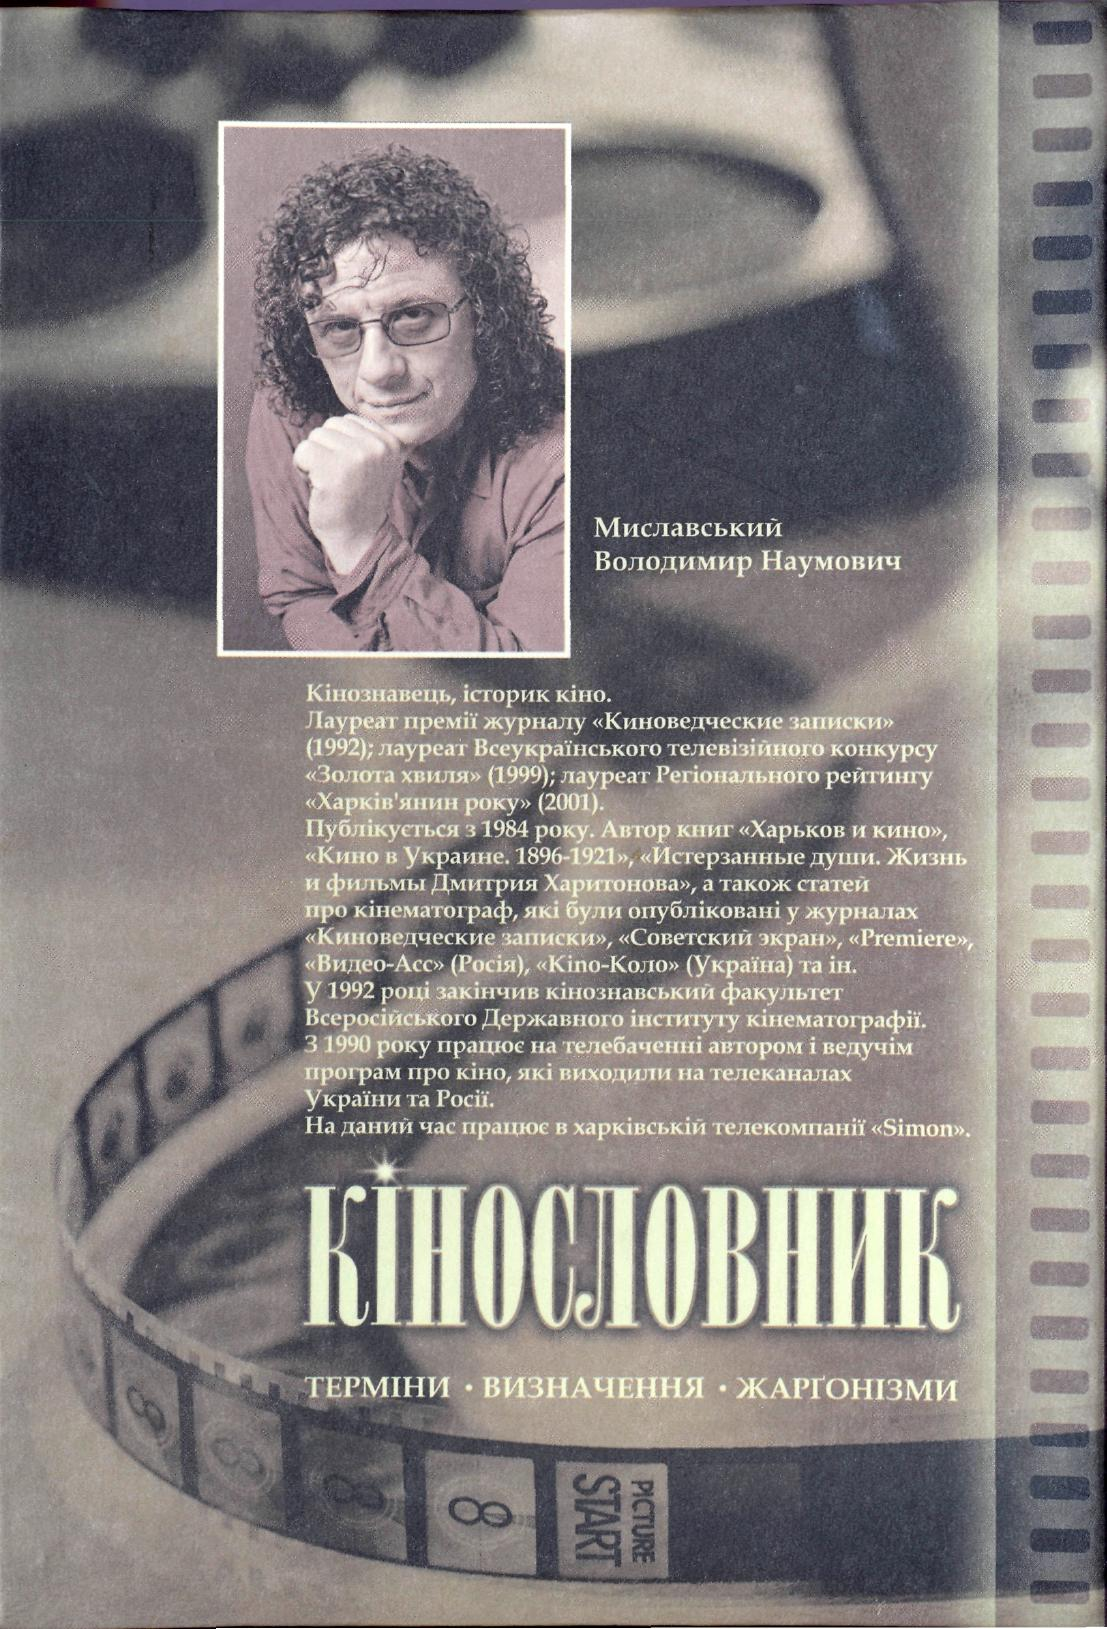 Миславський
Володимир Наумович
Кінознавець, історик кіно.
Лауреат премії журналу «Киноведческие записки»
(1992); лауреат Всеукраїнського телевізійного конкурсу
«Золота хвиля» (1999); лауреат Регіонального рейтингу
«Харків'янин року» (2001).
Публікується з 1984 року. Автор книг «Харьков и кино»,
«Кино в Украине. 1896-1921», «Истерзанные души. Жизнь
и фильмы Дмитрия Харитонова», а також статей
про кінематограф, які були опубліковані у журналах
«Киноведческие записки», «Советский экран», «Premiere»,
«Видео-Асс» (Росія), «Кіno-Коло» (Україна) та ін.
У 1992 році закінчив кінознавський факультет
Всеросійського Державного інституту кінематографії.
З 1990 року працює на телебаченні автором і ведучім
програм про кіно, які виходили на телеканалах
України та Росії.
На даний час працює в харківській телекомпанії «Simon».
КІНОСЛОВНИК
ТЕРМІНИ • ВИЗНАЧЕННЯ • ЖАРҐОНІЗМИ
8 8 8 8
PICTURE
START